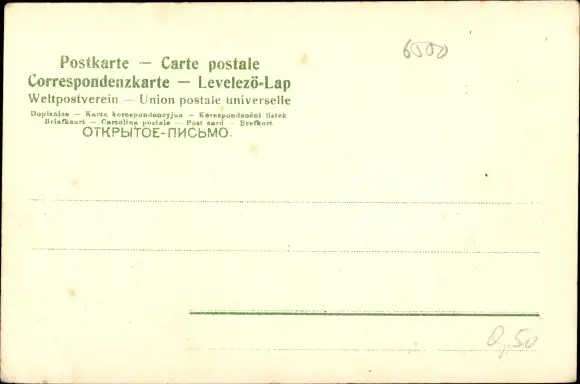 6500
Postkarte – Carte postale
Correspondenzkarte – Levelező-Lap
Weltpostverein – Union postale universelle
Dopisnice – Karta korespondencyjna – Korespondenční lístek
Briefkaart – Cartolina postale – Post card – Brefkort.
ОТКРЫТОЕ-ПИСЬМО.
0,50